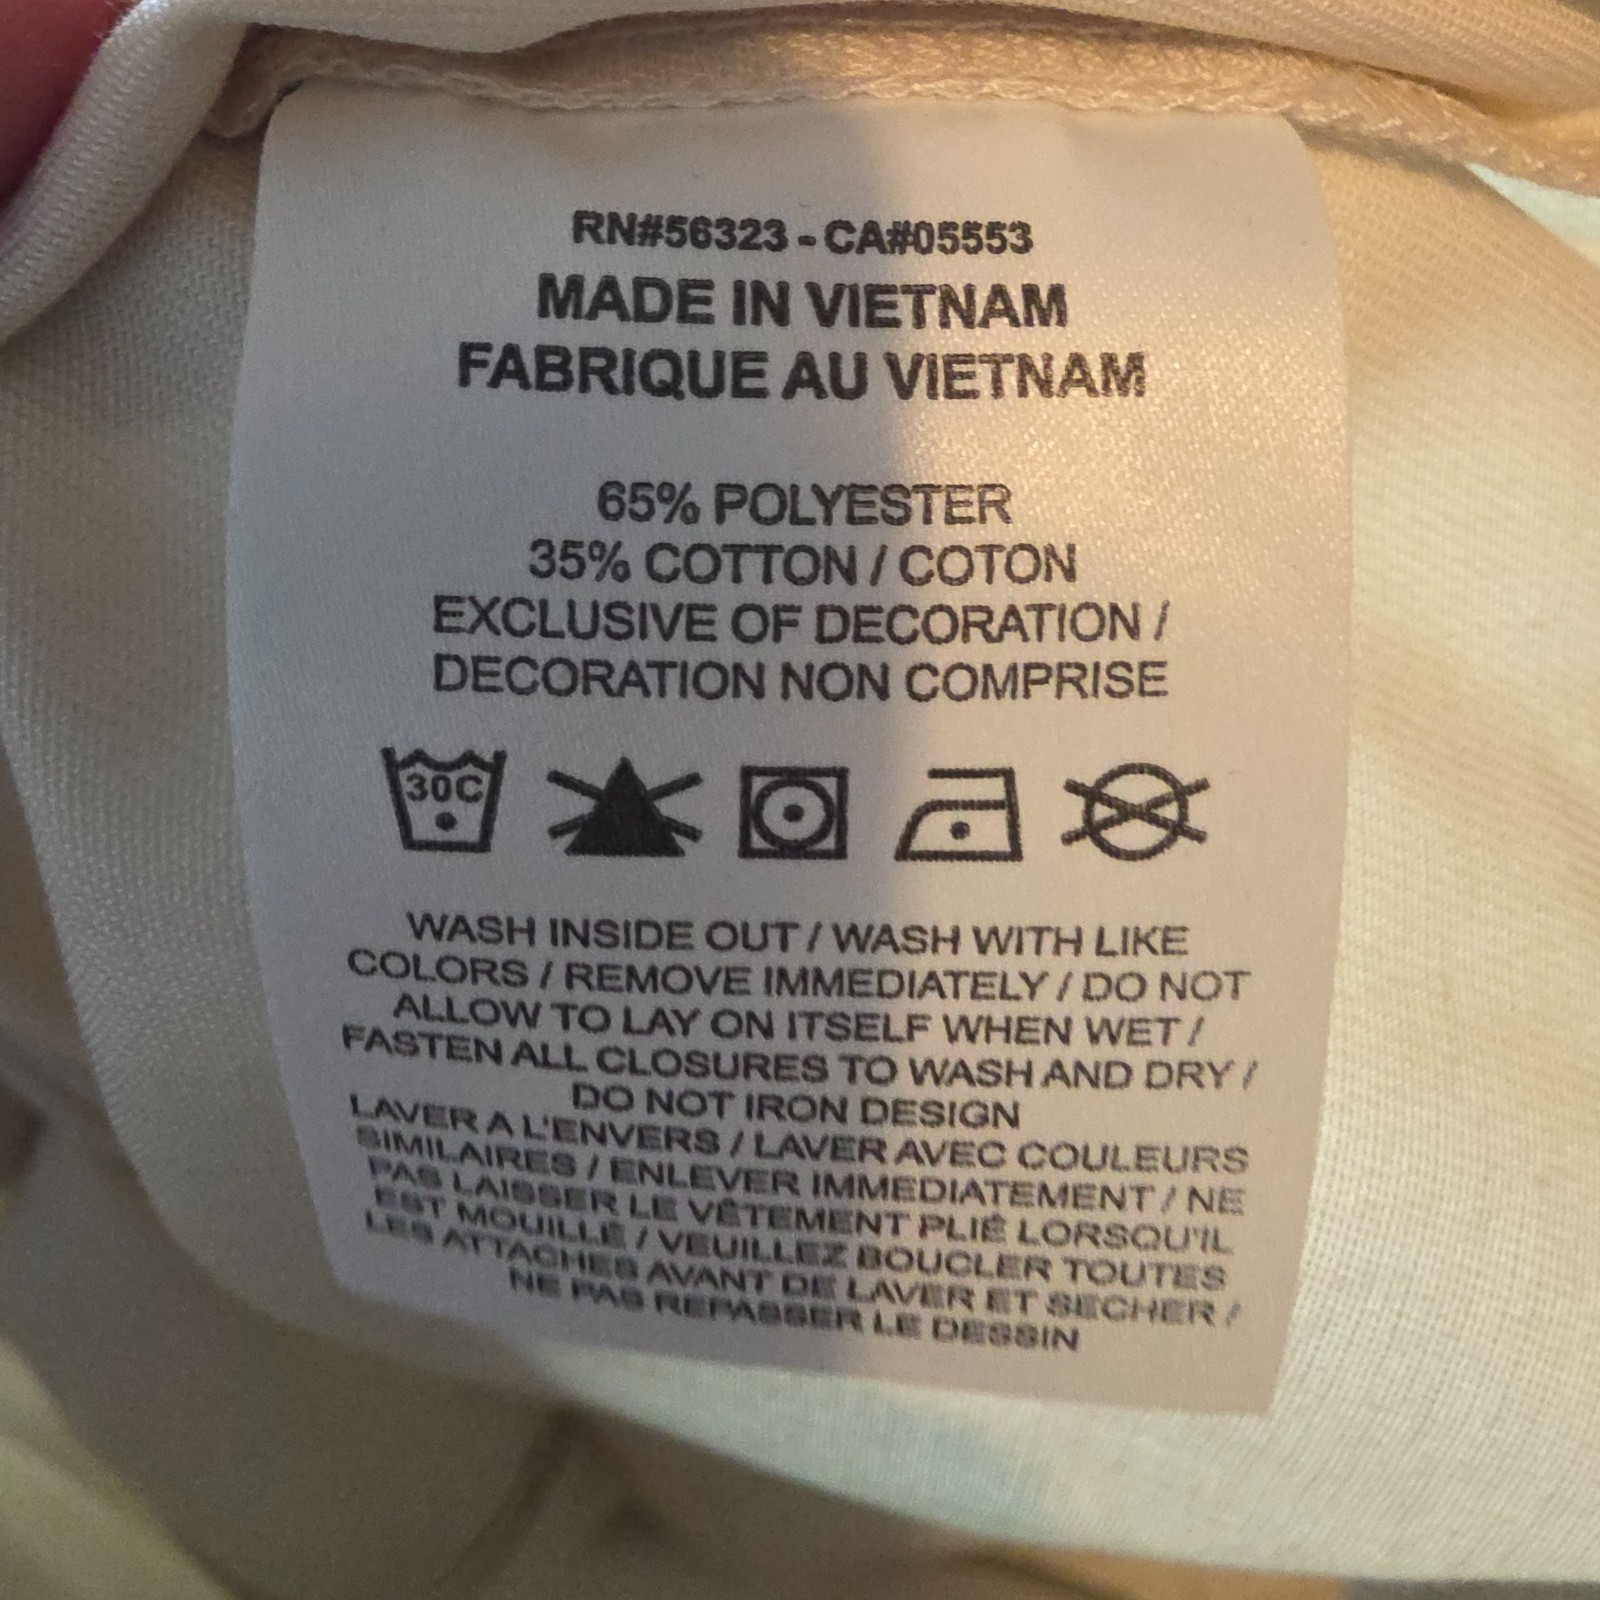 RN#56323 - CA#05553
MADE IN VIETNAM
FABRIQUE AU VIETNAM
65% POLYESTER
35% COTTON / COTON
EXCLUSIVE OF DECORATION /
DECORATION NON COMPRISE
30C
WASH INSIDE OUT / WASH WITH LIKE
COLORS / REMOVE IMMEDIATELY / DO NOT
ALLOW TO LAY ON ITSELF WHEN WET /
FASTEN ALL CLOSURES TO WASH AND DRY /
DO NOT IRON DESIGN
LAVER A L'ENVERS / LAVER AVEC COULEURS
SIMILAIRES / ENLEVER IMMEDIATEMENT / NE
PAS LAISSER LE VÊTEMENT PLIÉ LORSQU'IL
EST MOUILLÉ / VEUILLEZ BOUCLER TOUTES
LES ATTACHES AVANT DE LAVER ET SECHER /
NE PAS REPASSER LE DESSIN